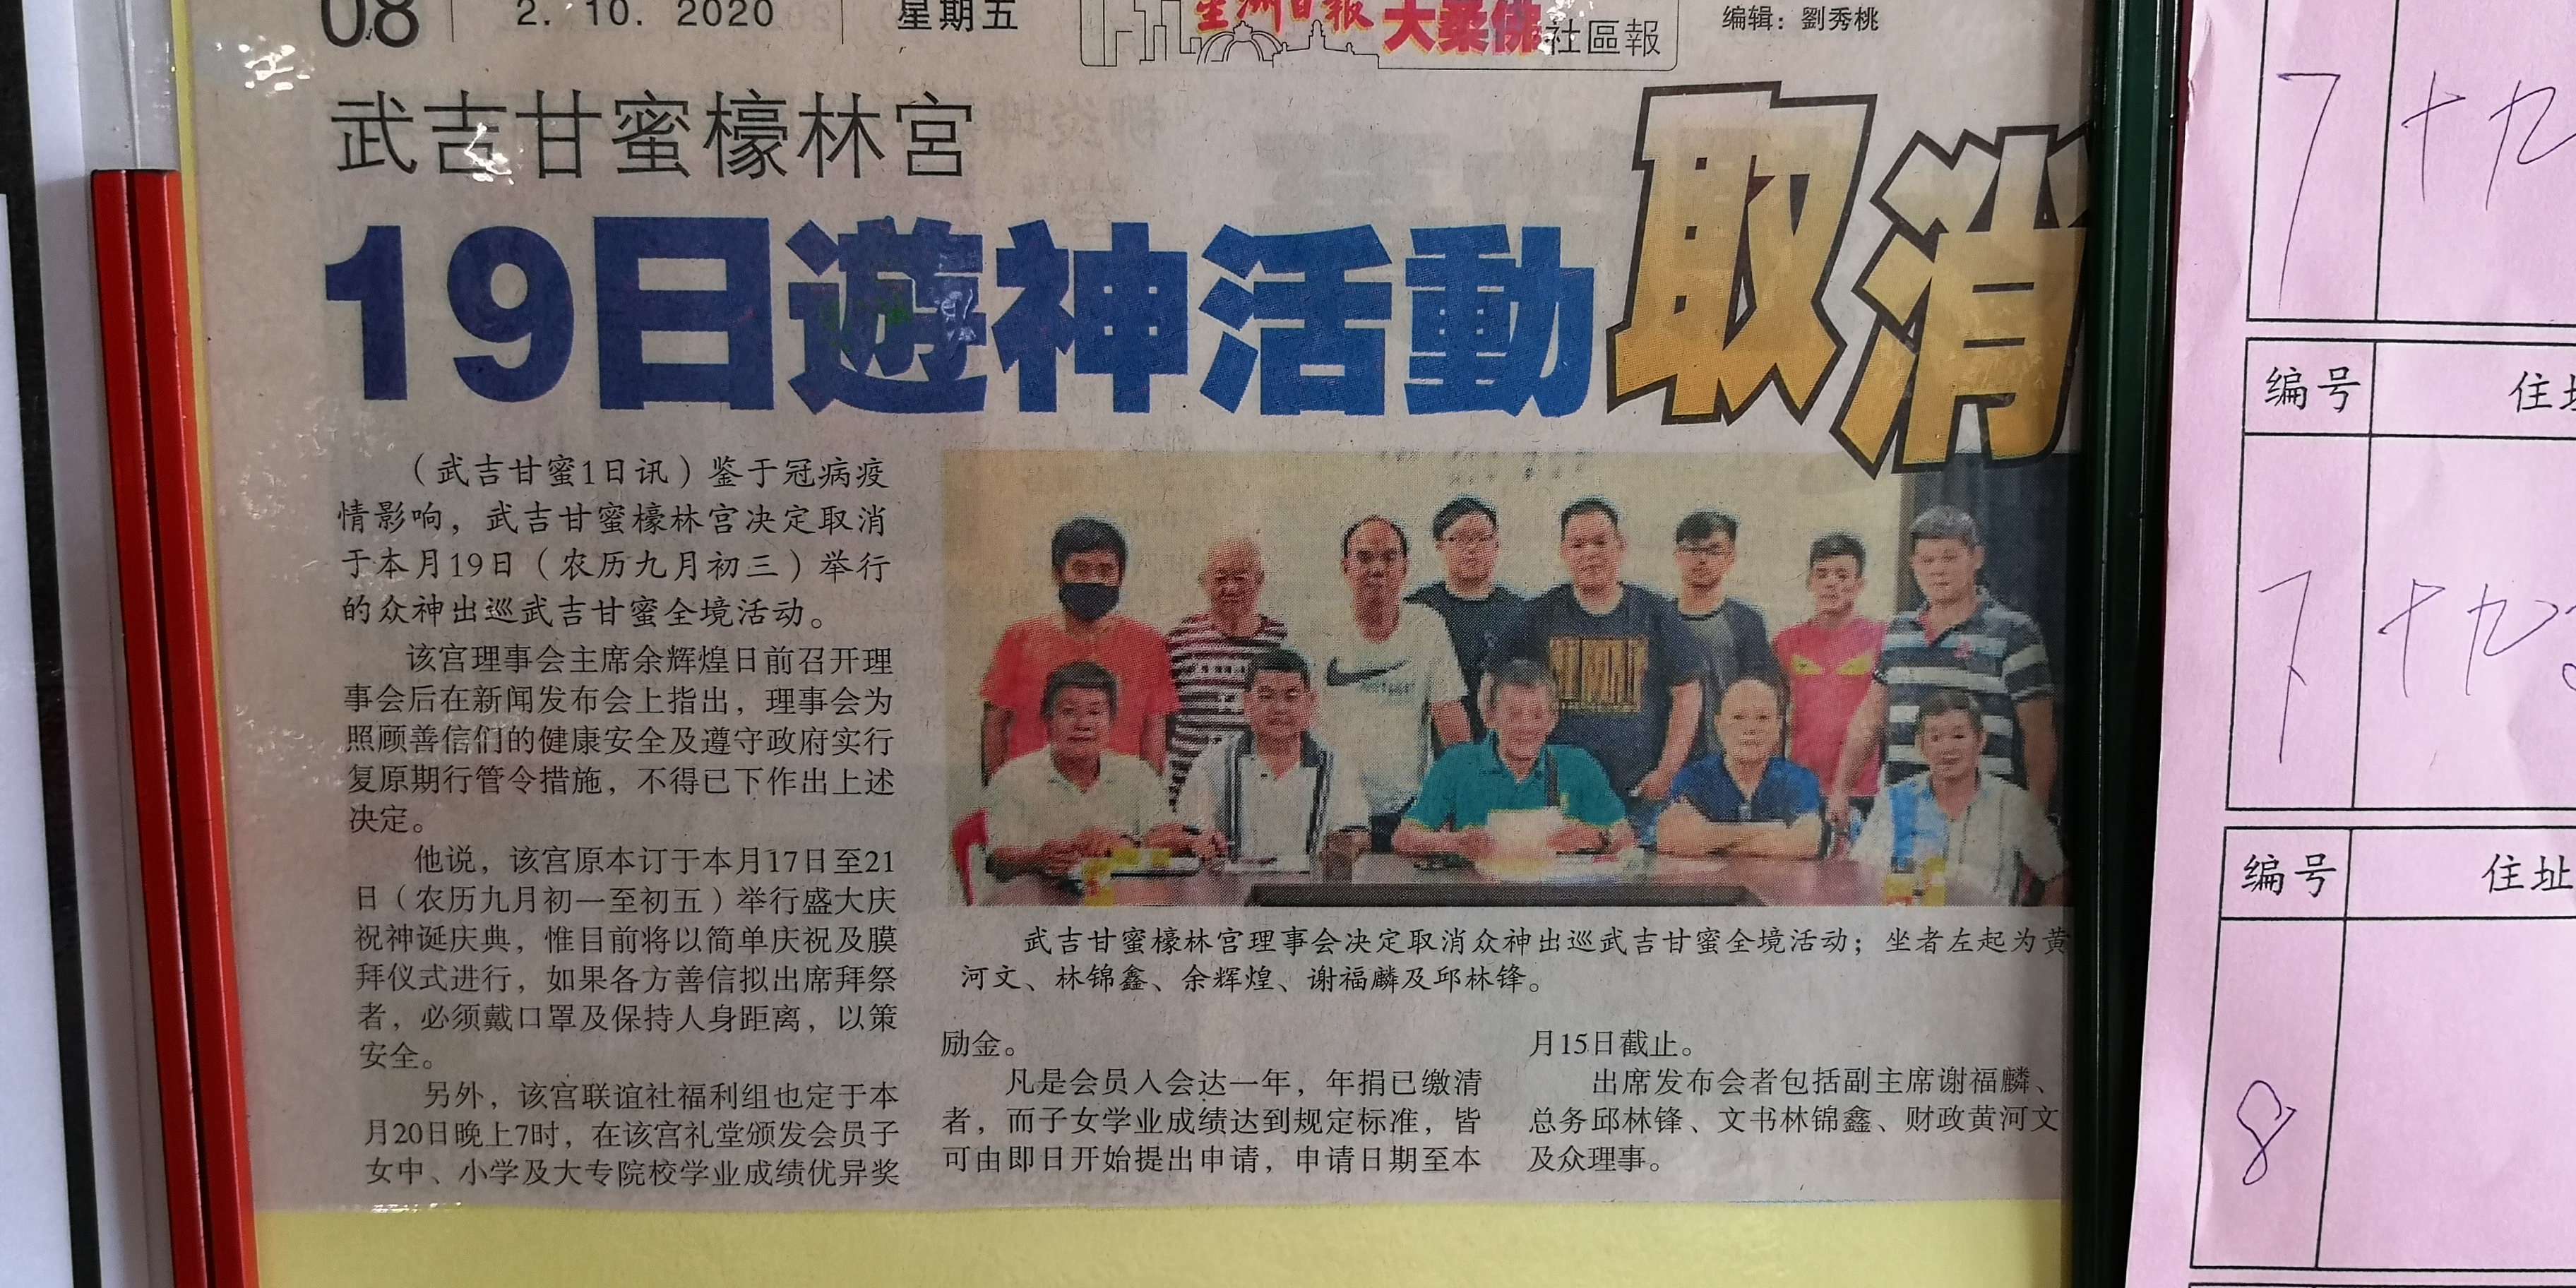 08
2. 10. 2020
星期五
星洲日報
大柔佛
社區報
编辑：劉秀桃
武吉甘蜜檺林宮
19日遊神活動取消
（武吉甘蜜1日讯）鉴于冠病疫
情影响，武吉甘蜜檺林宫决定取消
于本月19日（农历九月初三）举行
的众神出巡武吉甘蜜全境活动。
该宫理事会主席余辉煌日前召开理
事会后在新闻发布会上指出，理事会为
照顾善信们的健康安全及遵守政府实行
复原期行管令措施，不得已下作出上述
决定。
他说，该宫原本订于本月17日至21
日（农历九月初一至初五）举行盛大庆
祝神诞庆典，惟目前将以简单庆祝及膜
拜仪式进行，如果各方善信拟出席拜祭
者，必须戴口罩及保持人身距离，以策
安全。
另外，该宫联谊社福利组也定于本
月20日晚上7时，在该宫礼堂颁发会员子
女中、小学及大专院校学业成绩优异奖
武吉甘蜜檺林宫理事会决定取消众神出巡武吉甘蜜全境活动；坐者左起为黄
河文、林锦鑫、余辉煌、谢福麟及邱林锋。
励金。
凡是会员入会达一年，年捐已缴清
者，而子女学业成绩达到规定标准，皆
可由即日开始提出申请，申请日期至本
月15日截止。
出席发布会者包括副主席谢福麟、
总务邱林锋、文书林锦鑫、财政黄河文
及众理事。
7
十九
编号
住址
7
十九
编号
住址
8